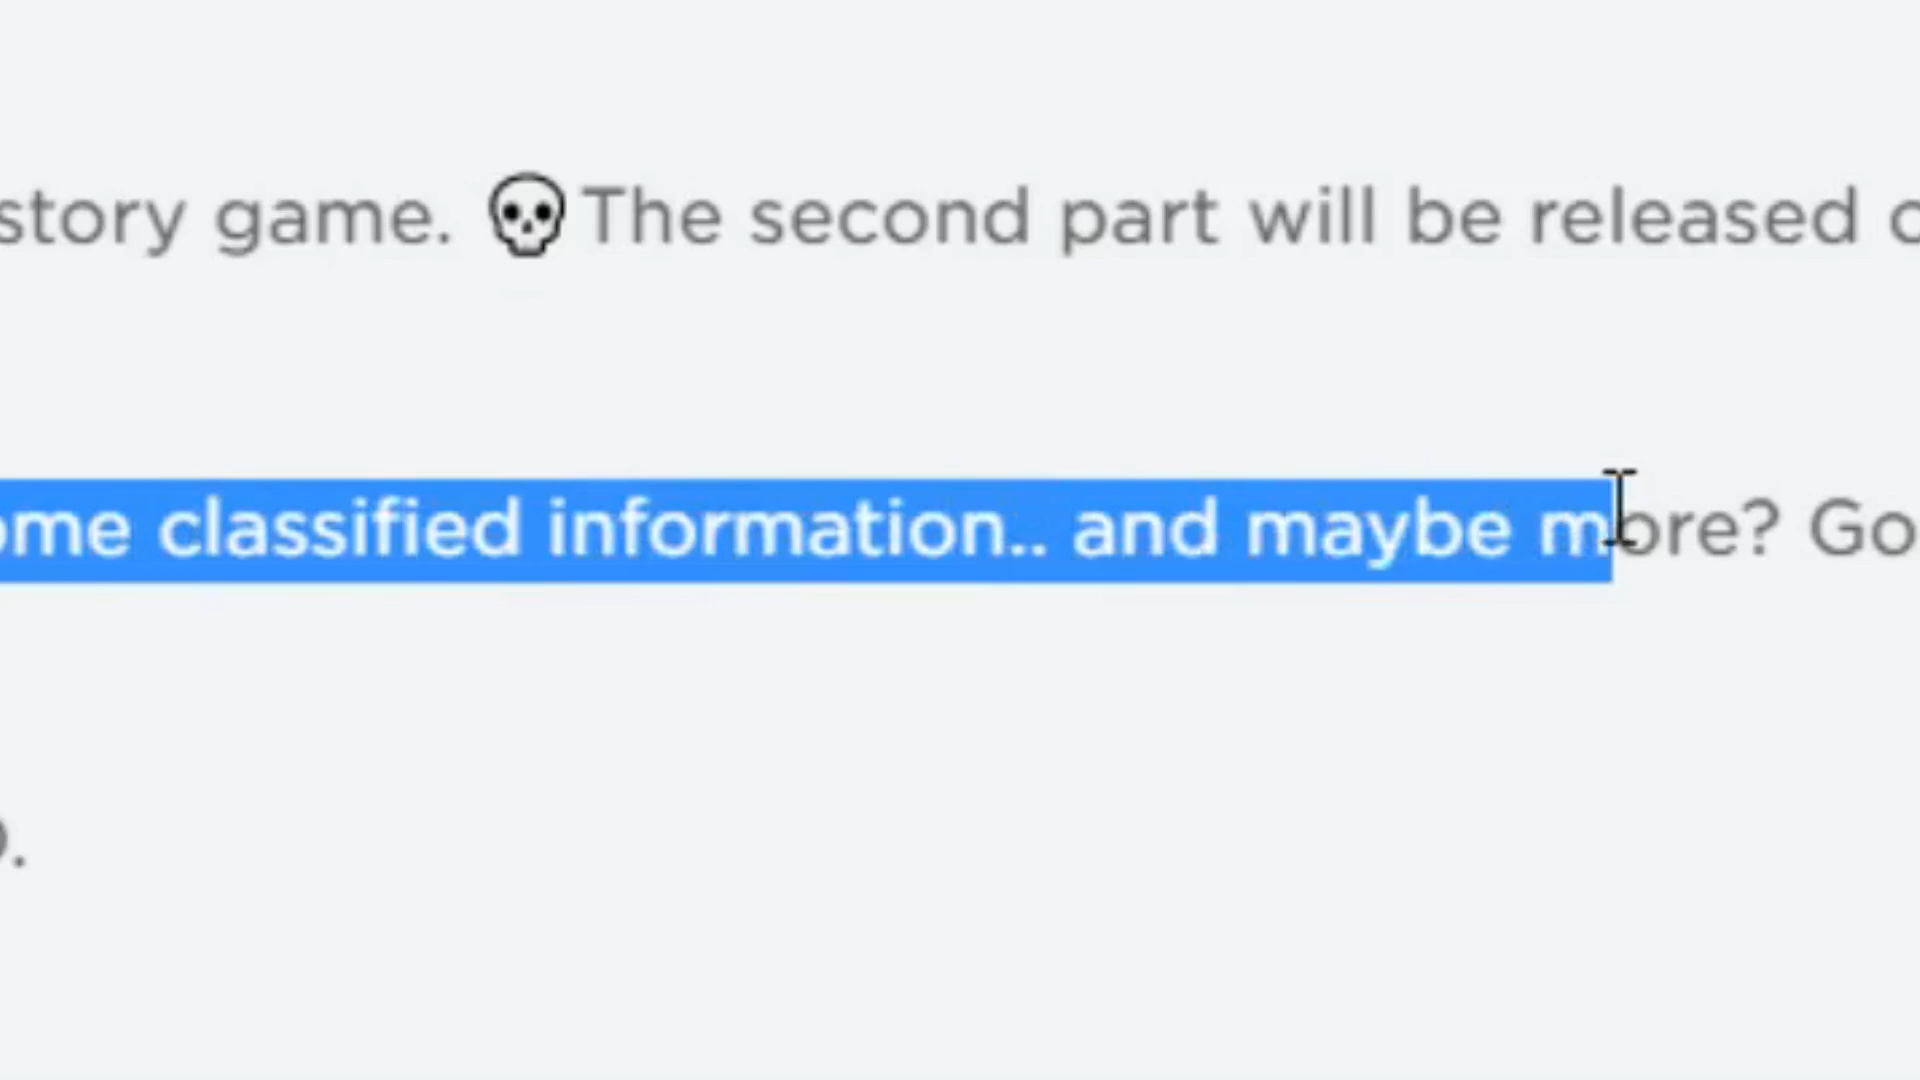 story game. 💀The second part will be released
ome classified information.. and maybe more? Go